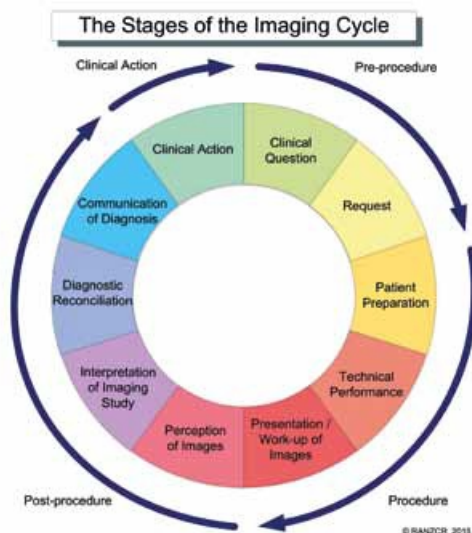 The Stages of the Imaging Cycle
Clinical Action
Pre-procedure
Clinical Action
Clinical
Question
Request
Patient
Preparation
Technical
Performance
Presentation /
Work-up of
Images
Perception
of Images
Interpretation
of Imaging
Study
Diagnostic
Reconciliation
Communication
of Diagnosis
Post-procedure
Procedure
© RANZCR, 2015